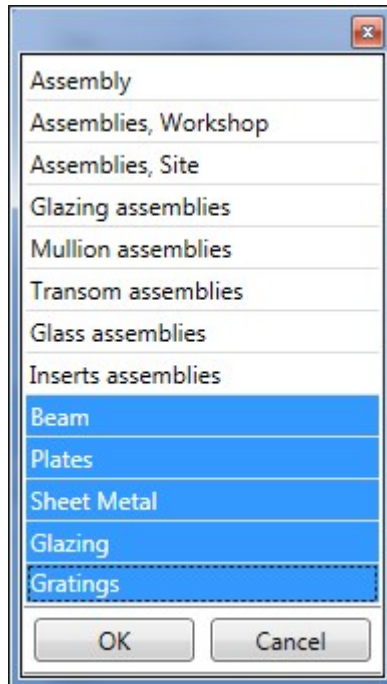 Assembly
Assemblies, Workshop
Assemblies, Site
Glazing assemblies
Mullion assemblies
Transom assemblies
Glass assemblies
Inserts assemblies
Beam
Plates
Sheet Metal
Glazing
Gratings
OK Cancel